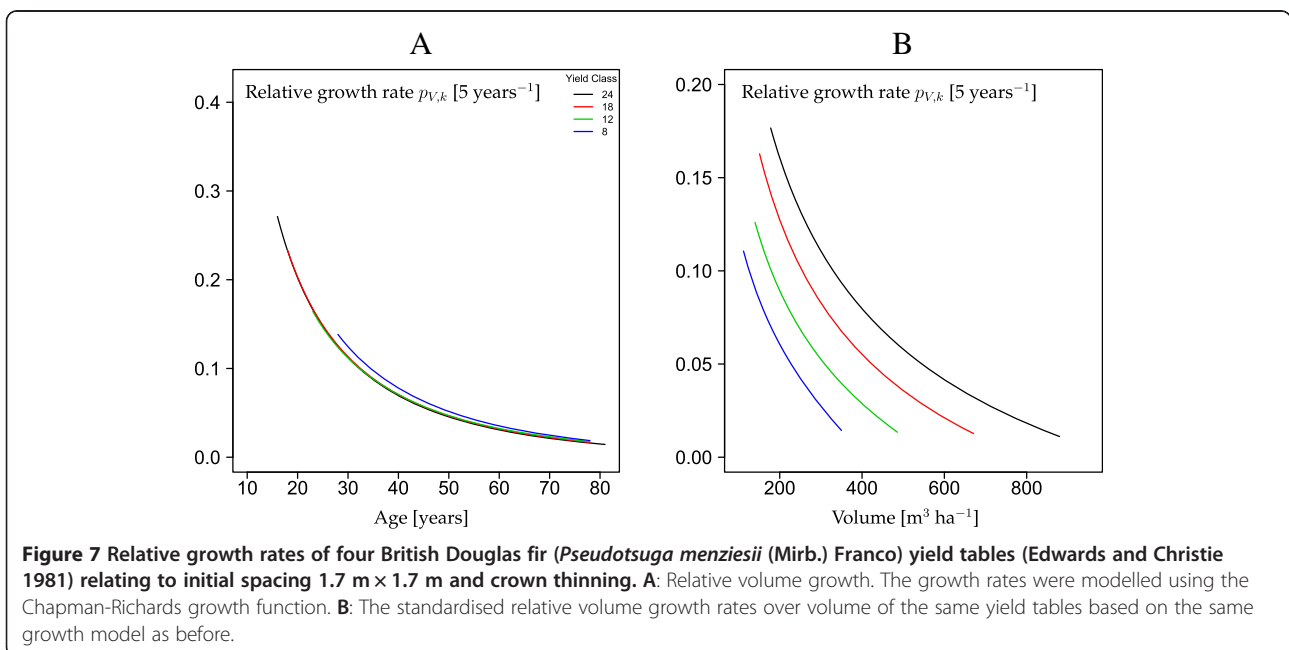 A
B
Relative growth rate p_{V,k} [5 years⁻¹]
Yield Class
24
18
12
8
0.4
0.3
0.2
0.1
0.0
10 20 30 40 50 60 70 80
Age [years]
Relative growth rate p_{V,k} [5 years⁻¹]
0.20
0.15
0.10
0.05
0.00
200 400 600 800
Volume [m³ ha⁻¹]
Figure 7 Relative growth rates of four British Douglas fir (Pseudotsuga menziesii (Mirb.) Franco) yield tables (Edwards and Christie
1981) relating to initial spacing 1.7 m × 1.7 m and crown thinning. A: Relative volume growth. The growth rates were modelled using the
Chapman-Richards growth function. B: The standardised relative volume growth rates over volume of the same yield tables based on the same
growth model as before.